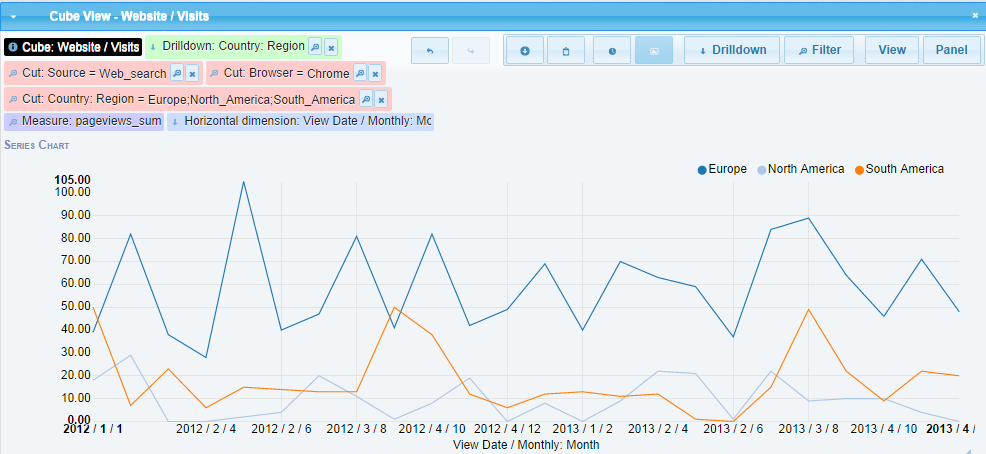 Cube View - Website / Visits
Cube: Website / Visits Drilldown: Country: Region
Drilldown Filter View Panel
Cut: Source = Web_search Cut: Browser = Chrome
Cut: Country: Region = Europe;North_America;South_America
Measure: pageviews_sum Horizontal dimension: View Date / Monthly: Mc
Series Chart
Europe North America South America
105.00
100.00
90.00
80.00
70.00
60.00
50.00
40.00
30.00
20.00
10.00
0.00
2012 / 1 / 1 2012 / 2 / 4 2012 / 2 / 6 2012 / 3 / 8 2012 / 4 / 10 2012 / 4 / 12 2013 / 1 / 2 2013 / 2 / 4 2013 / 2 / 6 2013 / 3 / 8 2013 / 4 / 10 2013 / 4 /
View Date / Monthly: Month